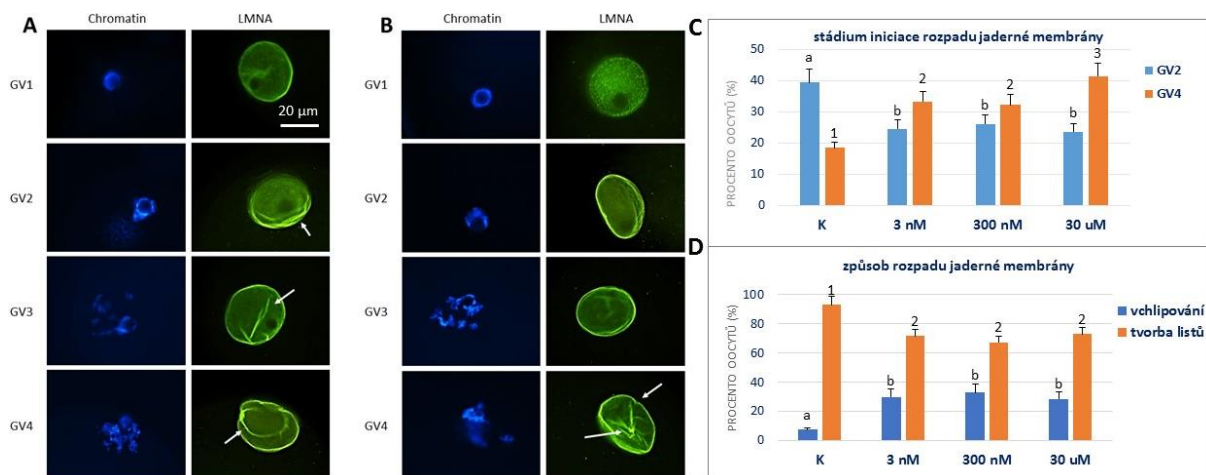 A
Chromatin
LMNA
GV1
20 µm
GV2
GV3
GV4
B
Chromatin
LMNA
GV1
GV2
GV3
GV4
C
stádium iniciace rozpadu jaderné membrány
PROCENTO OOCYTŮ (%)
50
40
30
20
10
0
a
1
b
2
b
2
b
3
K
3 nM
300 nM
30 uM
GV2
GV4
D
způsob rozpadu jaderné membrány
PROCENTO OOCYTŮ (%)
100
80
60
40
20
0
a
1
b
2
b
2
b
2
K
3 nM
300 nM
30 uM
vchlipování
tvorba listů